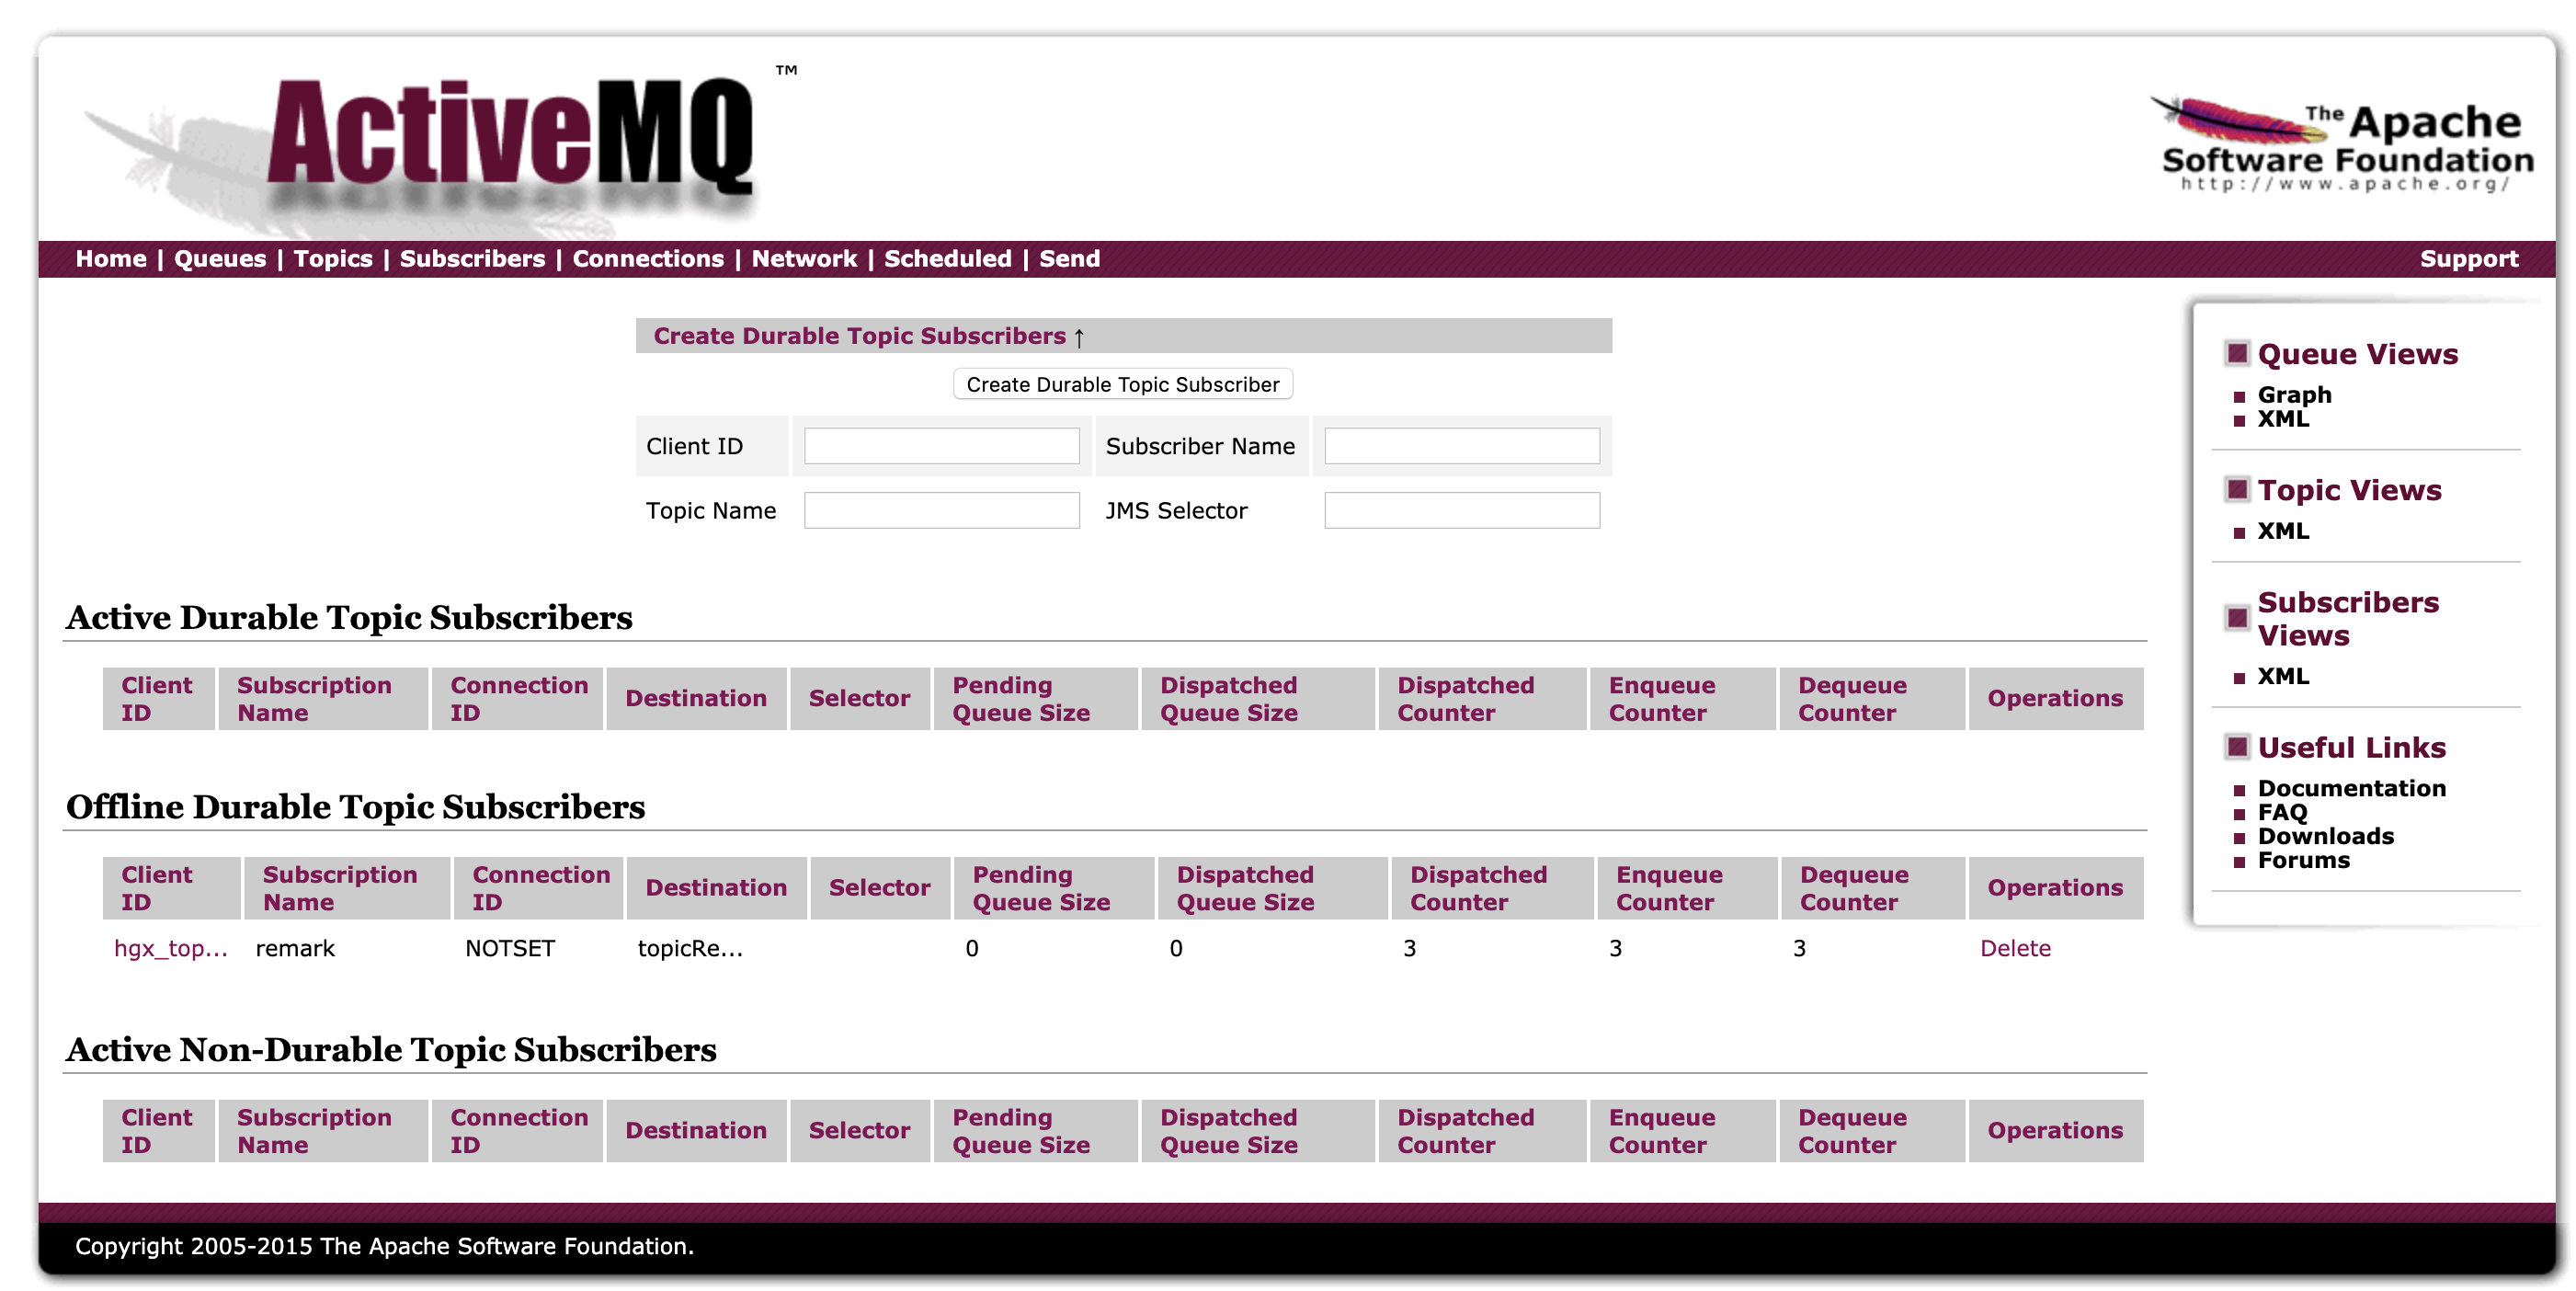 ActiveMQ ™
The Apache
Software Foundation
http://www.apache.org/
Home | Queues | Topics | Subscribers | Connections | Network | Scheduled | Send
Support
Create Durable Topic Subscribers ↑
Create Durable Topic Subscriber
Client ID
Subscriber Name
Topic Name
JMS Selector
Active Durable Topic Subscribers
Client ID
Subscription Name
Connection ID
Destination
Selector
Pending Queue Size
Dispatched Queue Size
Dispatched Counter
Enqueue Counter
Dequeue Counter
Operations
Offline Durable Topic Subscribers
Client ID
Subscription Name
Connection ID
Destination
Selector
Pending Queue Size
Dispatched Queue Size
Dispatched Counter
Enqueue Counter
Dequeue Counter
Operations
hgx_top... remark NOTSET topicRe... 0 0 3 3 3 Delete
Active Non-Durable Topic Subscribers
Client ID
Subscription Name
Connection ID
Destination
Selector
Pending Queue Size
Dispatched Queue Size
Dispatched Counter
Enqueue Counter
Dequeue Counter
Operations
Queue Views
Graph
XML
Topic Views
XML
Subscribers
Views
XML
Useful Links
Documentation
FAQ
Downloads
Forums
Copyright 2005-2015 The Apache Software Foundation.